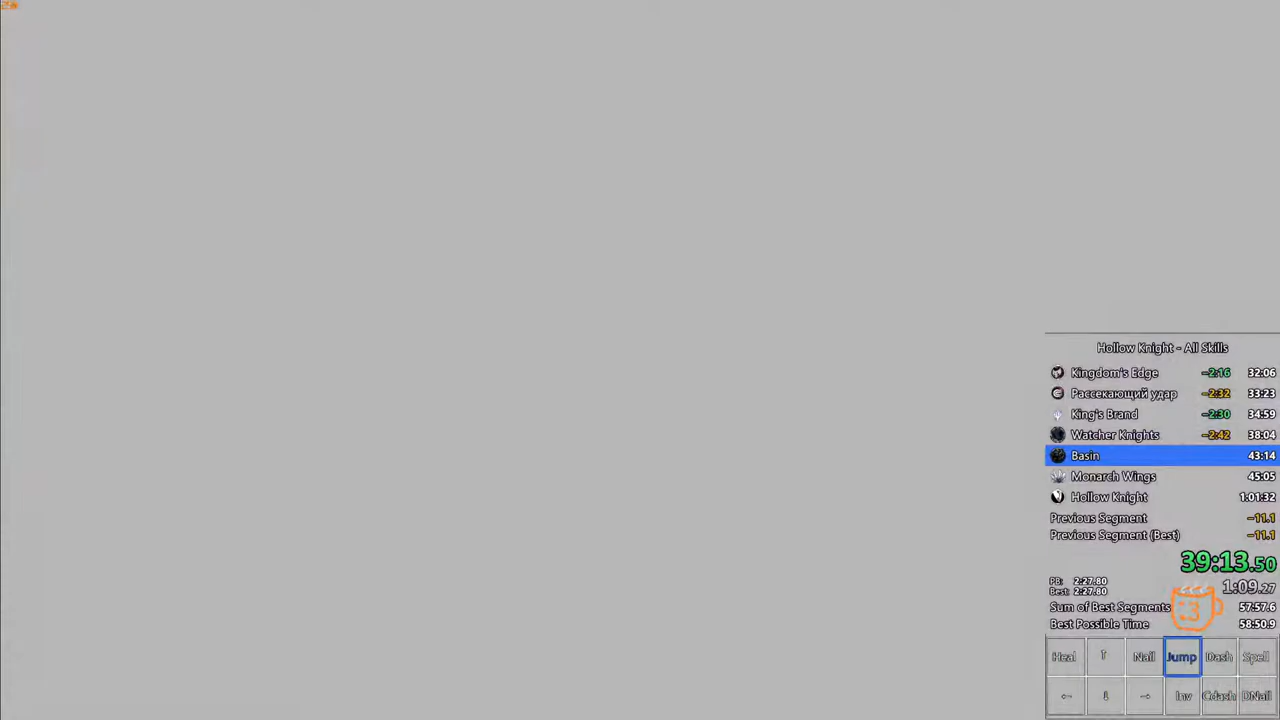 Hollow Knight - All Skills
Kingdom's Edge -2:16 32:06
Рассекающий удар -2:32 33:23
King's Brand -2:30 34:59
Watcher Knights -2:42 38:04
Basin 43:14
Monarch Wings 45:05
Hollow Knight 1:01:32
Previous Segment -11.1
Previous Segment (Best) -11.1
39:13.50
PB: 2:27.80
Best: 2:27.80
1:09.27
Sum of Best Segments 57:57.6
Best Possible Time 58:50.9
Heal ↑ Nail Jump Dash Spell
← ↓ → Inv Cdash DNail